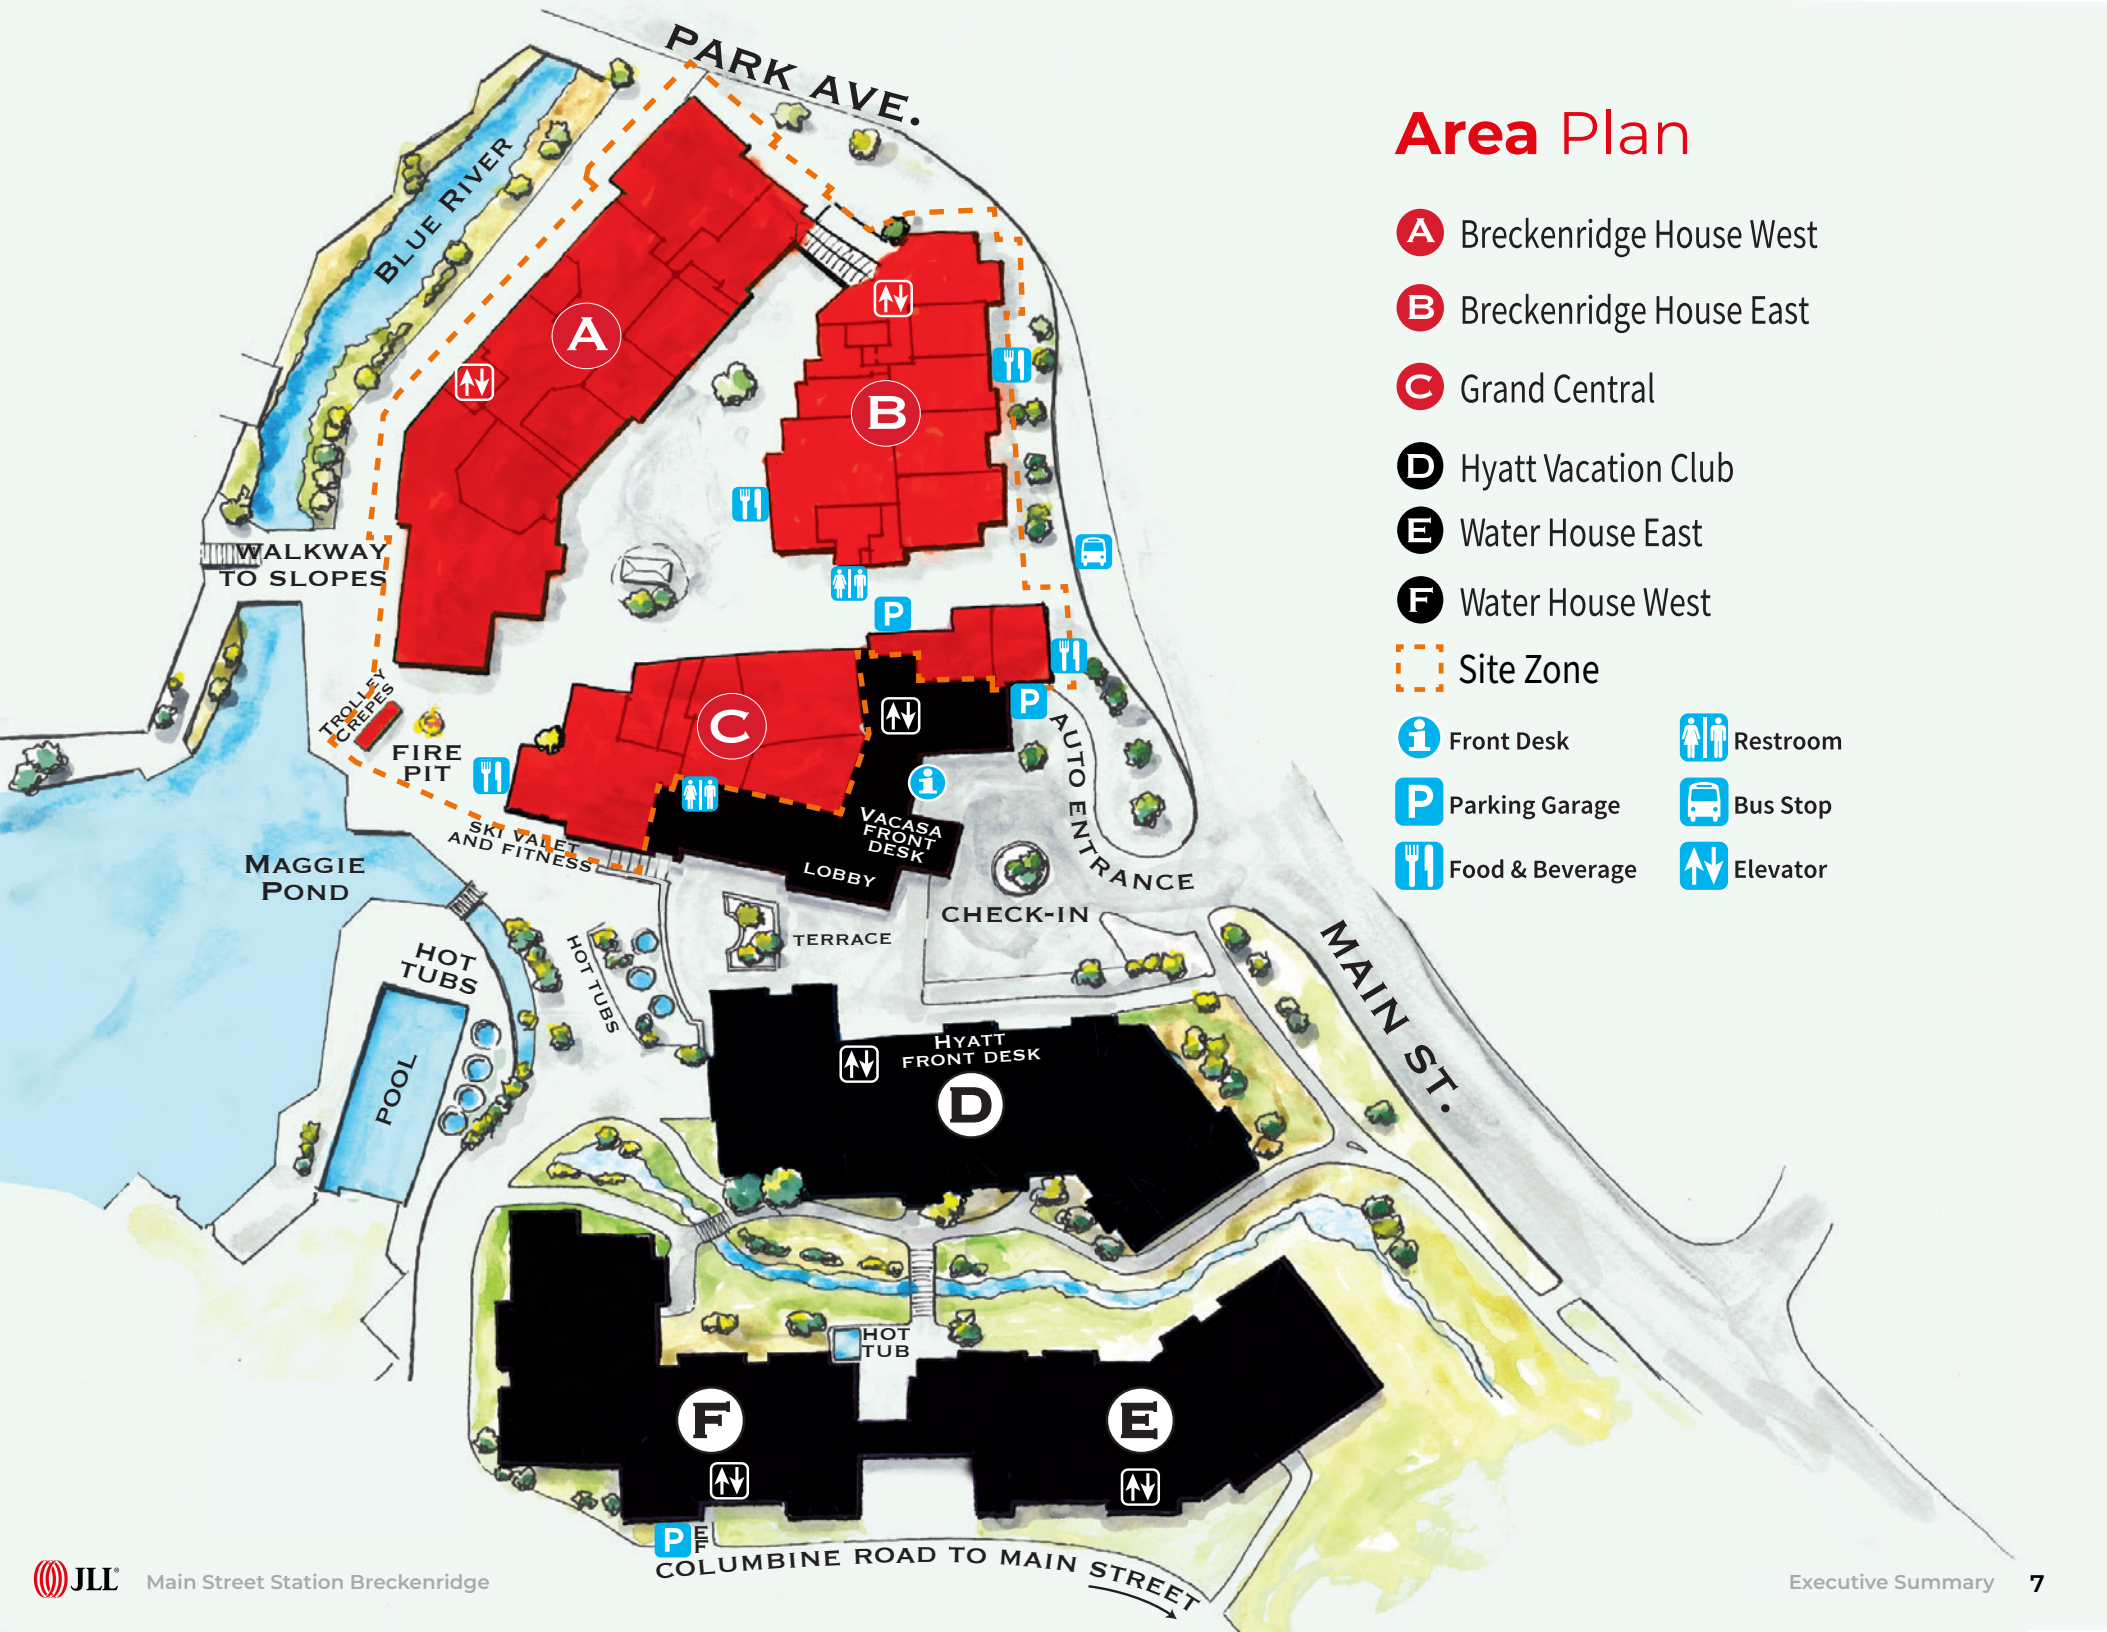 PARK AVE.
Area Plan
A Breckenridge House West
B Breckenridge House East
C Grand Central
D Hyatt Vacation Club
E Water House East
F Water House West
Site Zone
i Front Desk
Restroom
P Parking Garage
Bus Stop
Food & Beverage
Elevator
BLUE RIVER
A
B
WALKWAY
TO SLOPES
P
TROLLEY
CREPES
FIRE
PIT
C
P
i
AUTO ENTRANCE
VACASA
FRONT
DESK
LOBBY
SKI VALET
AND FITNESS
MAGGIE
POND
CHECK-IN
TERRACE
HOT
TUBS
HOT TUBS
MAIN ST.
POOL
HYATT
FRONT DESK
D
HOT
TUB
F
E
P E
F
COLUMBINE ROAD TO MAIN STREET
JLL®
Main Street Station Breckenridge
Executive Summary 7